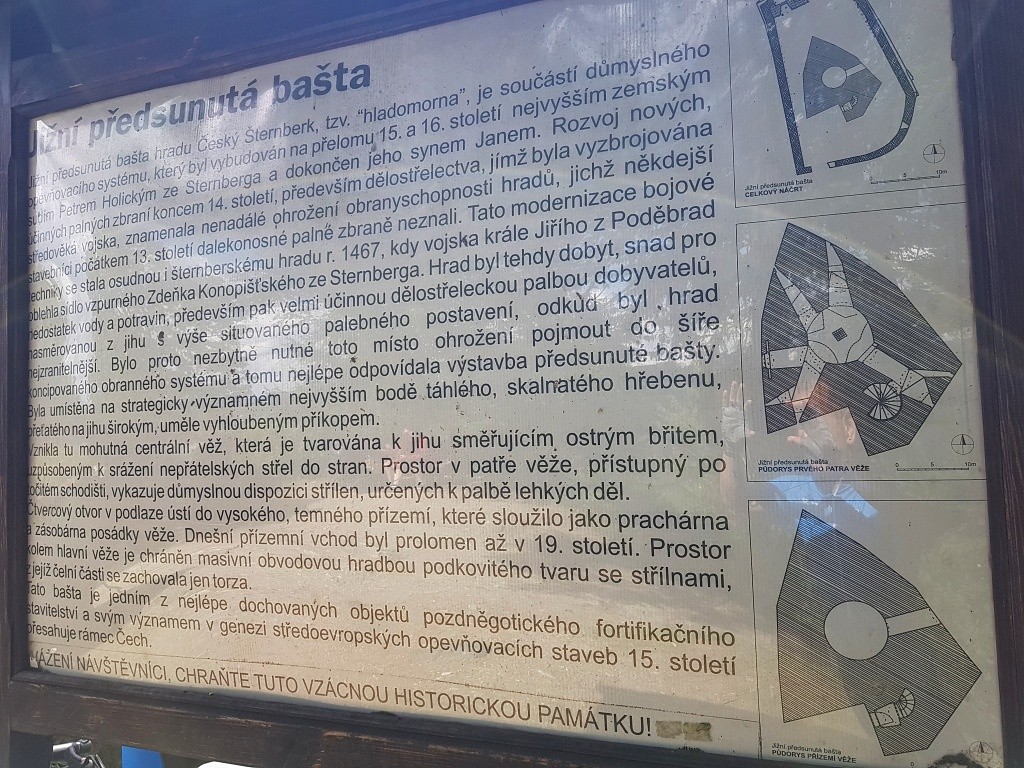 Jižní předsunutá bašta
Jižní předsunutá bašta hradu Český Šternberk, tzv. “hladomorna”, je součástí důmyslného
opevňovacího systému, který byl vybudován na přelomu 15. a 16. století nejvyšším zemským
sudím Petrem Holickým ze Sternberga a dokončen jeho synem Janem. Rozvoj nových,
účinných palných zbraní koncem 14. století, především dělostřelectva, jímž byla vyzbrojována
středověká vojska, znamenala nenadálé ohrožení obranyschopnosti hradů, jichž někdejší
stavebníci počátkem 13. století dalekonosné palné zbraně neznali. Tato modernizace bojové
techniky se stala osudnou i šternberskému hradu r. 1467, kdy vojska krále Jiřího z Poděbrad
oblehla sídlo vzpurného Zdeňka Konopišťského ze Sternberga. Hrad byl tehdy dobyt, snad pro
nedostatek vody a potravin, především pak velmi účinnou dělostřeleckou palbou dobyvatelů,
nasměrovanou z jihu s výše situovaného palebného postavení, odkud byl hrad
nejzranitelnější. Bylo proto nezbytně nutné toto místo ohrožení pojmout do šíře
koncipovaného obranného systému a tomu nejlépe odpovídala výstavba předsunuté bašty.
Byla umístěna na strategicky významném nejvyšším bodě táhlého, skalnatého hřebenu,
přeťatého na jihu širokým, uměle vyhloubeným příkopem.
Vznikla tu mohutná centrální věž, která je tvarována k jihu směřujícím ostrým břitem,
uzpůsobeným k srážení nepřátelských střel do stran. Prostor v patře věže, přístupný po
točitém schodišti, vykazuje důmyslnou dispozici střílen, určených k palbě lehkých děl.
Čtvercový otvor v podlaze ústí do vysokého, temného přízemí, které sloužilo jako prachárna
a zásobárna posádky věže. Dnešní přízemní vchod byl prolomen až v 19. století. Prostor
kolem hlavní věže je chráněn masivní obvodovou hradbou podkovitého tvaru se střílnami,
z jejíž čelní části se zachovala jen torza.
Tato bašta je jedním z nejlépe dochovaných objektů pozdněgotického fortifikačního
stavitelství a svým významem v genezi středoevropských opevňovacích staveb 15. století
přesahuje rámec Čech.
VÁŽENÍ NÁVŠTĚVNÍCI, CHRAŇTE TUTO VZÁCNOU HISTORICKOU PAMÁTKU!
Jižní předsunutá bašta
CELKOVÝ NÁČRT
0 5 10m
Jižní předsunutá bašta
PŮDORYS PRVÉHO PATRA VĚŽE
0 5 10m
Jižní předsunutá bašta
PŮDORYS PŘÍZEMÍ VĚŽE